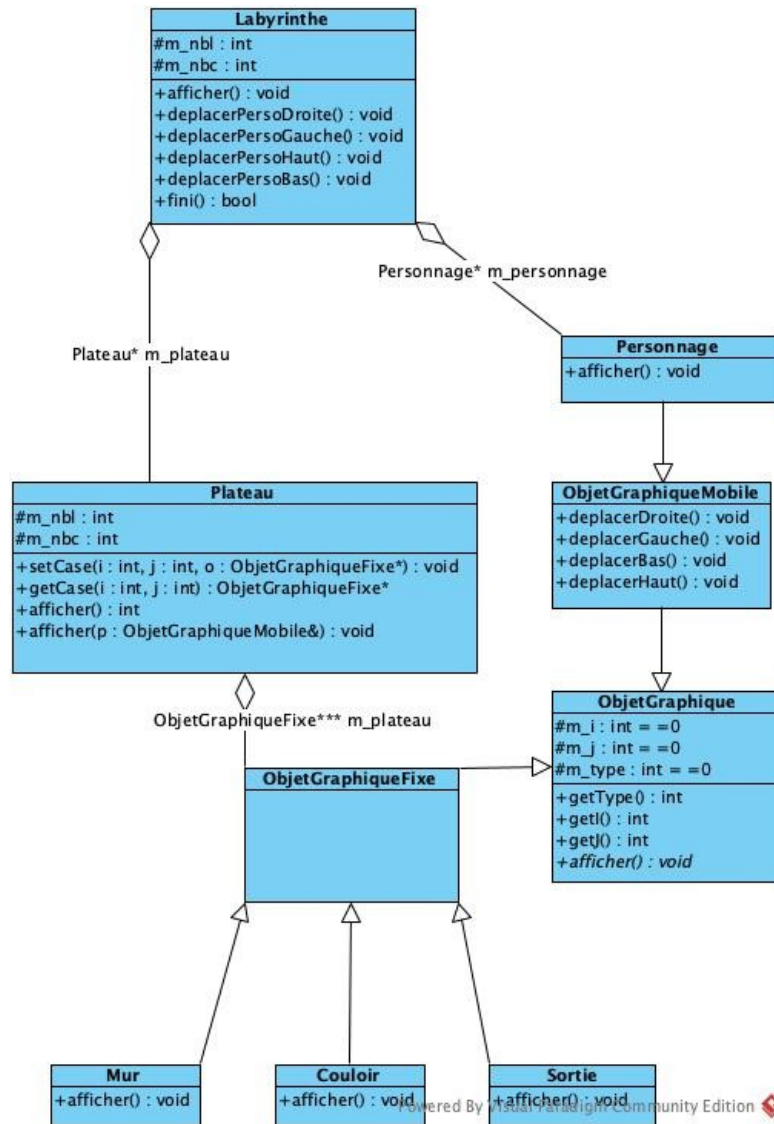 Labyrinthe
#m_nbl : int
#m_nbc : int
+afficher() : void
+deplacerPersoDroite() : void
+deplacerPersoGauche() : void
+deplacerPersoHaut() : void
+deplacerPersoBas() : void
+fini() : bool
Personnage* m_personnage
Plateau* m_plateau
Personnage
+afficher() : void
Plateau
#m_nbl : int
#m_nbc : int
+setCase(i : int, j : int, o : ObjetGraphiqueFixe*) : void
+getCase(i : int, j : int) : ObjetGraphiqueFixe*
+afficher() : int
+afficher(p : ObjetGraphiqueMobile&) : void
ObjetGraphiqueMobile
+deplacerDroite() : void
+deplacerGauche() : void
+deplacerBas() : void
+deplacerHaut() : void
ObjetGraphiqueFixe*** m_plateau
ObjetGraphique
#m_i : int = =0
#m_j : int = =0
#m_type : int = =0
+getType() : int
+getI() : int
+getJ() : int
+afficher() : void
ObjetGraphiqueFixe
Mur
+afficher() : void
Couloir
+afficher() : void
Sortie
+afficher() : void
Powered By Visual Paradigm Community Edition